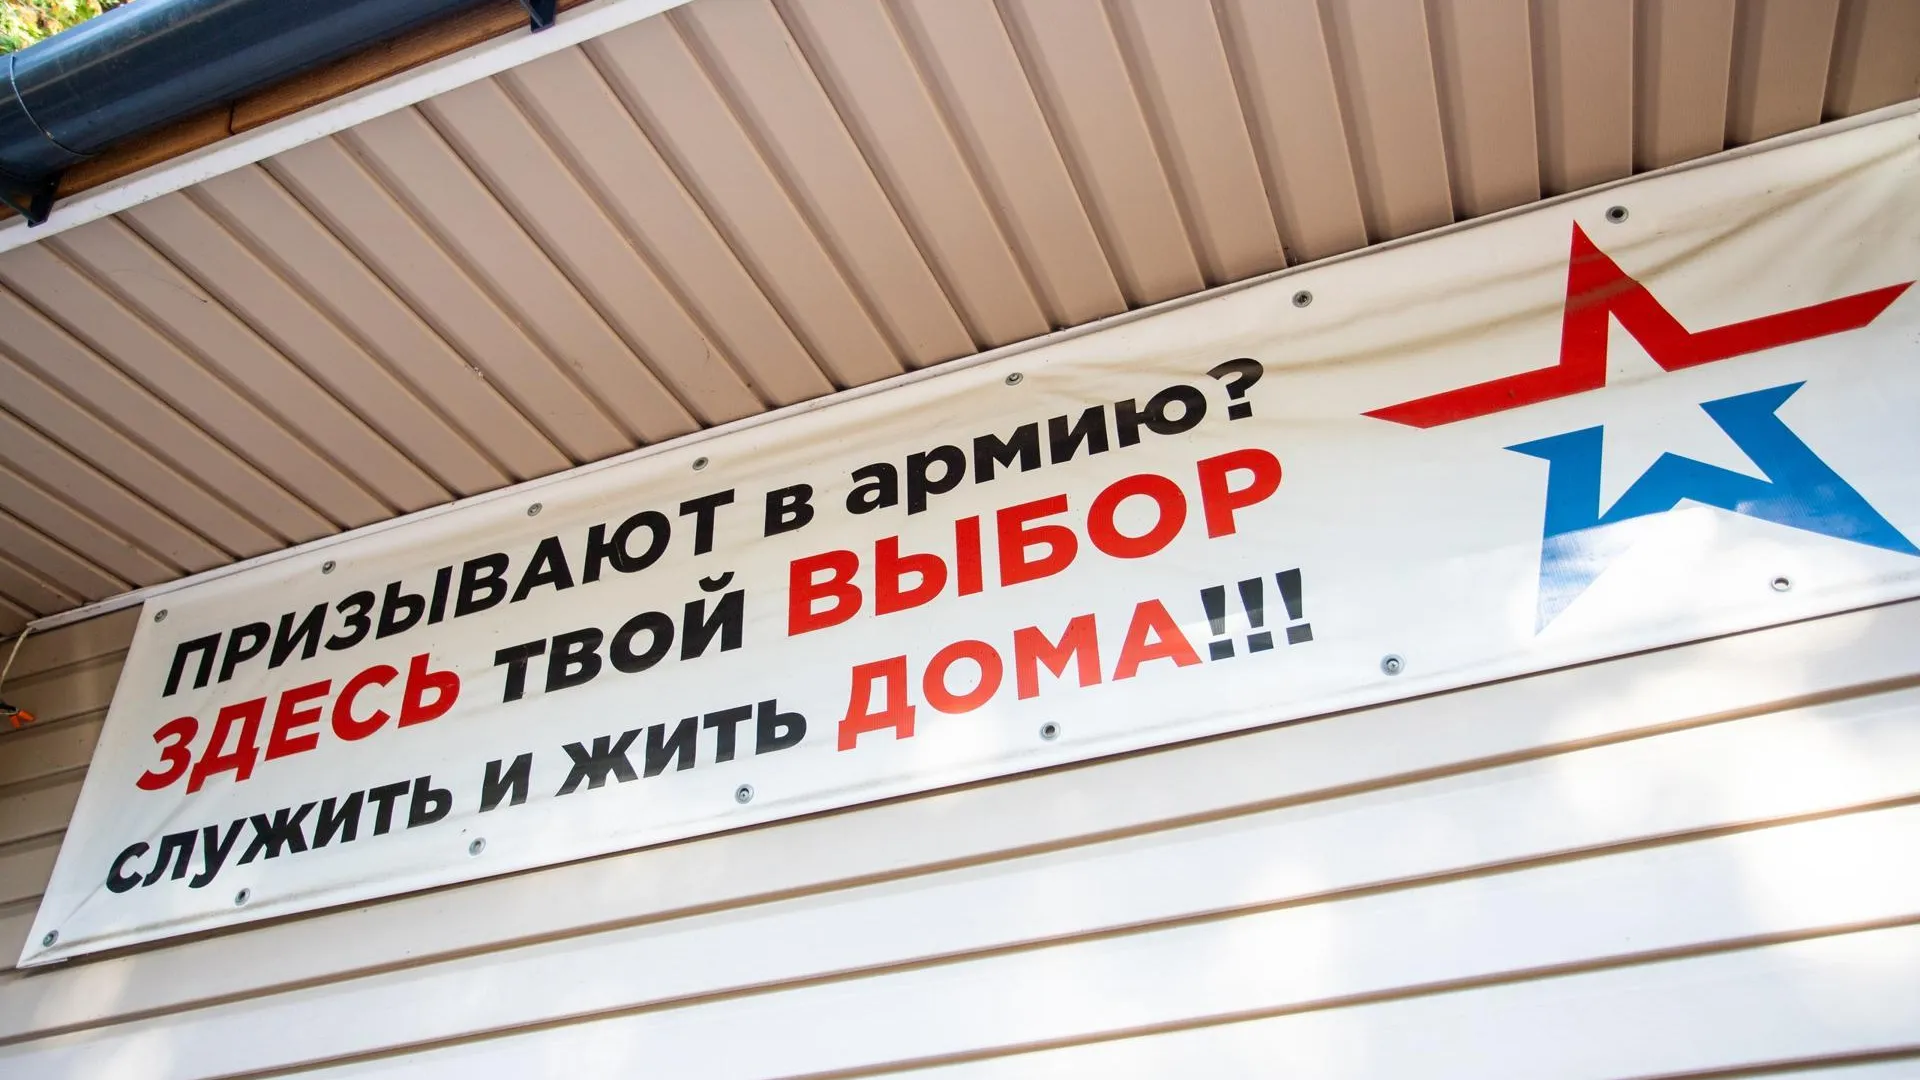 ПРИЗЫВАЮТ в армию?
ЗДЕСЬ ТВОЙ ВЫБОР
служить и жить ДОМА!!!